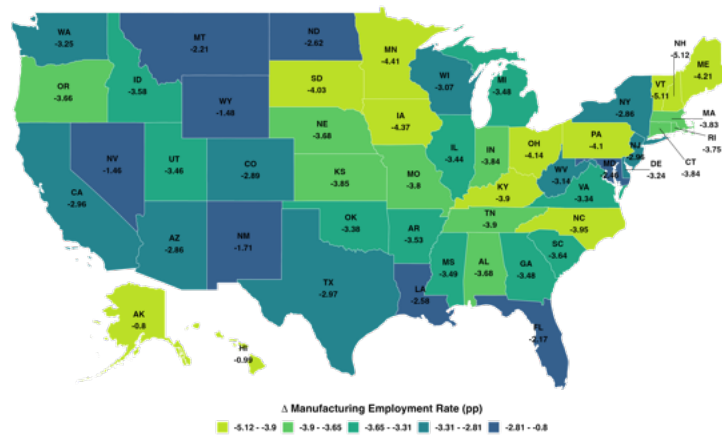 WA
-3.25
MT
-2.21
ND
-2.62
MN
-4.41
NH
-5.12
ME
-4.21
OR
-3.66
ID
-3.58
SD
-4.03
WI
-3.07
MI
-3.48
VT
-5.11
NY
-2.86
MA
-3.83
WY
-1.48
IA
-4.37
RI
-3.75
NE
-3.68
PA
-4.1
NJ
-2.96
NV
-1.46
UT
-3.46
CO
-2.89
IL
-3.44
IN
-3.84
OH
-4.14
MD
-2.46
DE
-3.24
CT
-3.84
CA
-2.96
KS
-3.85
MO
-3.8
WV
-3.14
VA
-3.34
KY
-3.9
NC
-3.95
TN
-3.9
OK
-3.38
AR
-3.53
AZ
-2.86
NM
-1.71
SC
-3.64
MS
-3.49
AL
-3.68
GA
-3.48
TX
-2.97
LA
-2.58
FL
-2.17
AK
-0.8
HI
-0.99
Δ Manufacturing Employment Rate (pp)
-5.12 - -3.9 -3.9 - -3.65 -3.65 - -3.31 -3.31 - -2.81 -2.81 - -0.8